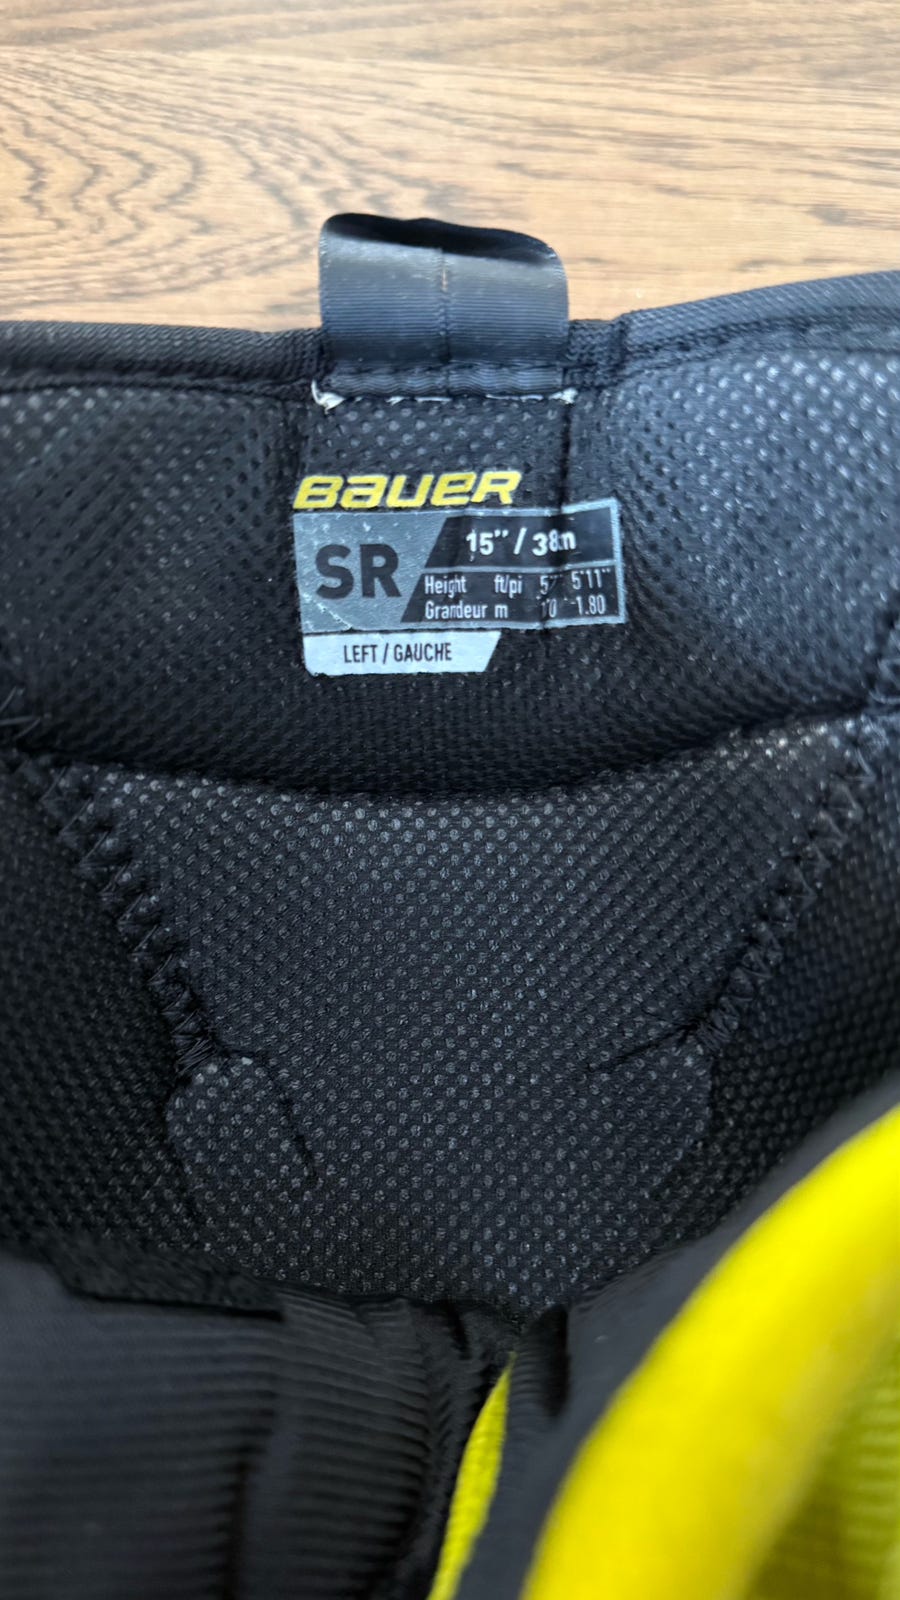 BAUER
SR
15" / 38
Height ft/pi 5'11"
Grandeur m 1.80
LEFT / GAUCHE